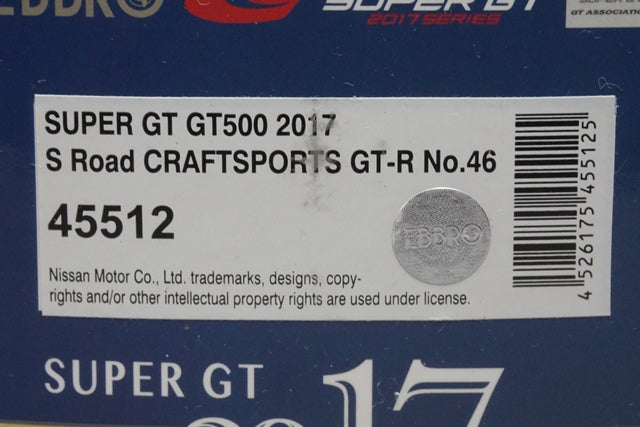 EBBRO
SUPER GT
2017 SERIES
GT ASSOCIATION
SUPER GT GT500 2017
S Road CRAFTSPORTS GT-R No.46
45512
EBBRO
Nissan Motor Co., Ltd. trademarks, designs, copy-
rights and/or other intellectual property rights are used under license.
4 526175 455125
SUPER GT
2017